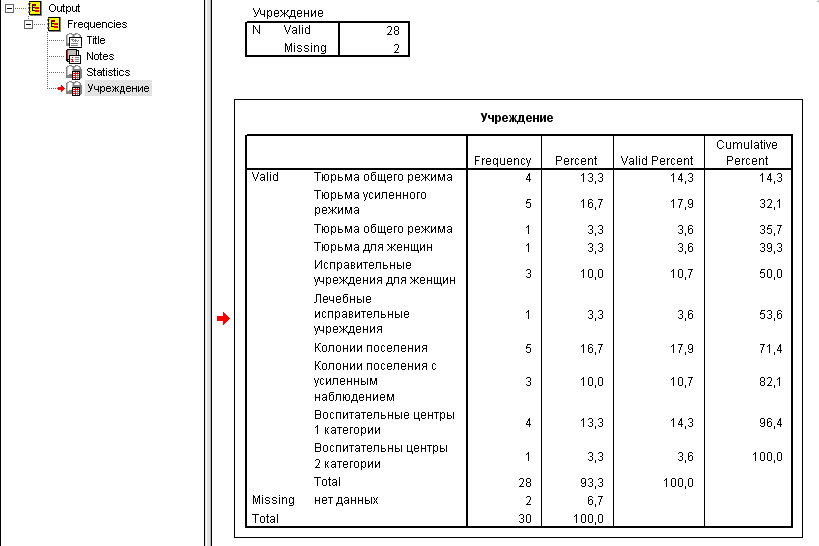 Output
Frequencies
Title
Notes
Statistics
Учреждение
Учреждение
N Valid 28
Missing 2
Учреждение
Frequency Percent Valid Percent Cumulative Percent
Valid Тюрьма общего режима 4 13,3 14,3 14,3
Тюрьма усиленного
режима 5 16,7 17,9 32,1
Тюрьма общего режима 1 3,3 3,6 35,7
Тюрьма для женщин 1 3,3 3,6 39,3
Исправительные
учреждения для женщин 3 10,0 10,7 50,0
Лечебные
исправительные 1 3,3 3,6 53,6
учреждения
Колонии поселения 5 16,7 17,9 71,4
Колонии поселения с
усиленным 3 10,0 10,7 82,1
наблюдением
Воспитательные центры
1 категории 4 13,3 14,3 96,4
Воспитательны центры
2 категории 1 3,3 3,6 100,0
Total 28 93,3 100,0
Missing нет данных 2 6,7
Total 30 100,0